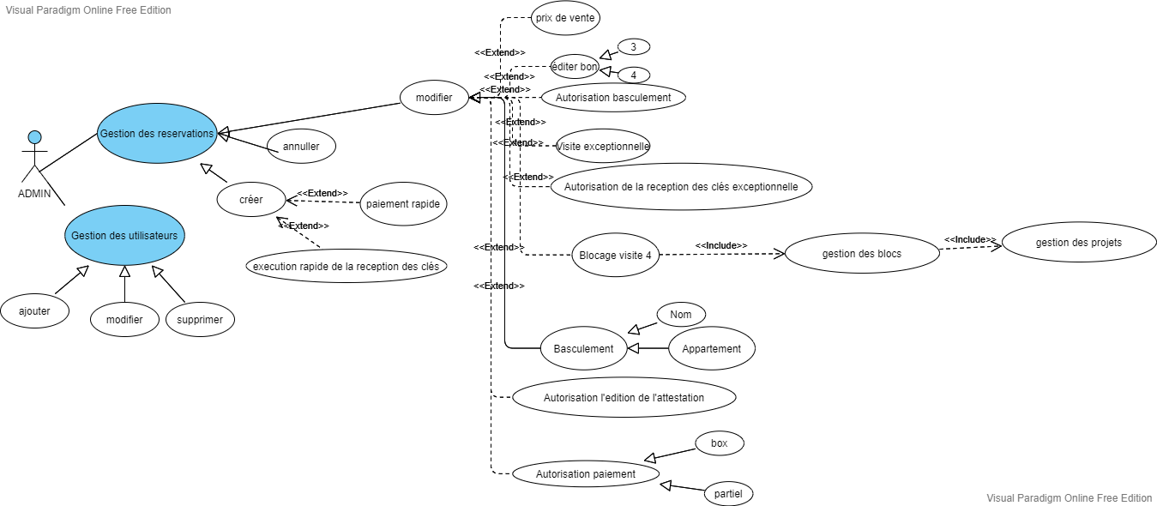 Visual Paradigm Online Free Edition
prix de vente
<<Extend>>
3
éditer bon
4
<<Extend>>
<<Extend>>
modifier
Autorisation basculement
<<Extend>>
Gestion des reservations
annuller
<<Extend>>
Visite exceptionnelle
ADMIN
<<Extend>>
Autorisation de la reception des clés exceptionnelle
créer
<<Extend>>
paiement rapide
<<Extend>>
Gestion des utilisateurs
<<Extend>>
Blocage visite 4
<<Include>>
gestion des blocs
<<Include>>
gestion des projets
execution rapide de la reception des clés
<<Extend>>
ajouter
modifier
supprimer
Nom
Basculement
Appartement
Autorisation l'edition de l'attestation
box
Autorisation paiement
partiel
Visual Paradigm Online Free Edition